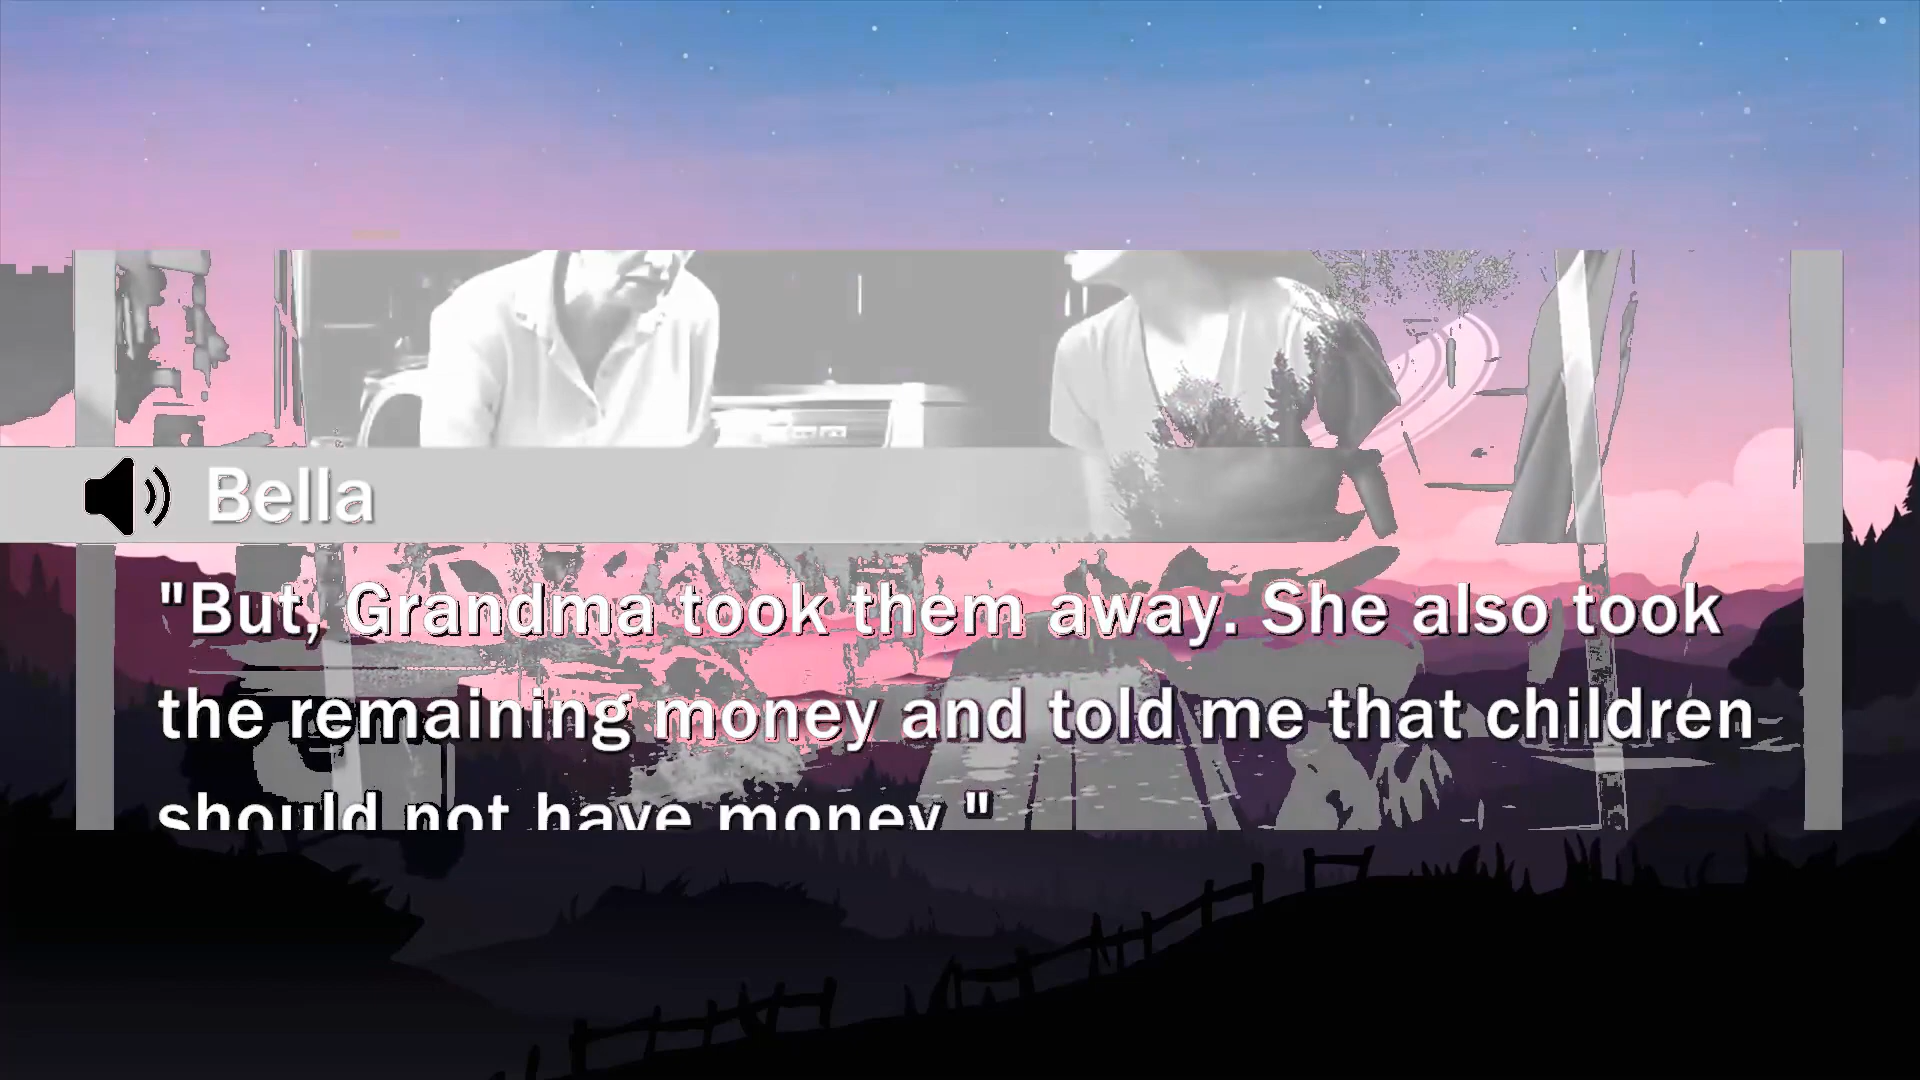 Bella
"But, Grandma took them away. She also took
the remaining money and told me that children
should not have money."